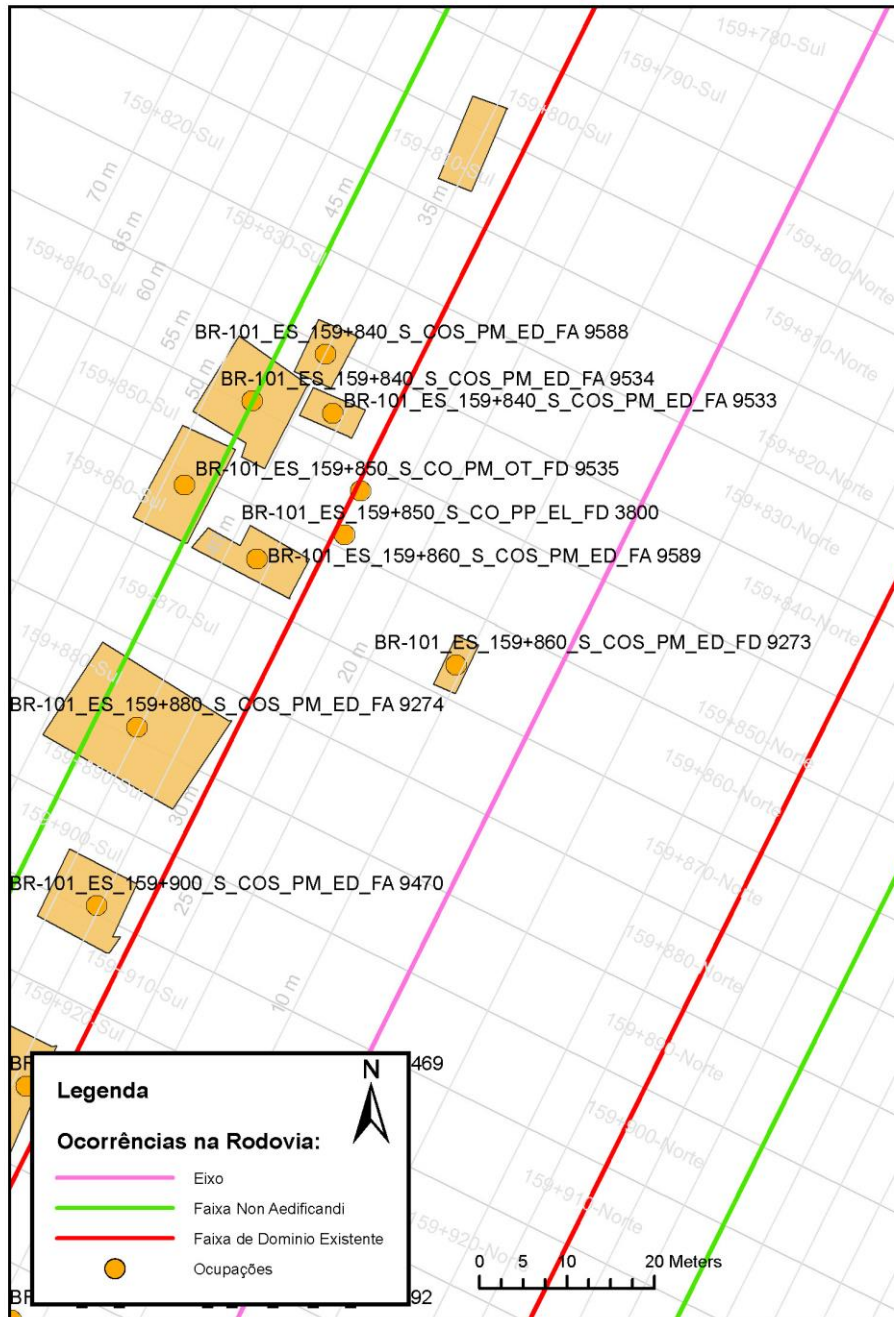 159+780-Sul
159+790-Sul
159+800-Sul
159+810-Sul
159+820-Sul
70 m
65 m
45 m
35 m
159+830-Sul
159+840-Sul
60 m
159+800-Norte
55 m
159+810-Norte
BR-101_ES_159+840_S_COS_PM_ED_FA 9588
50 m
BR-101_ES_159+840_S_COS_PM_ED_FA 9534
159+850-Sul
BR-101_ES_159+840_S_COS_PM_ED_FA 9533
159+820-Norte
BR-101_ES_159+850_S_CO_PM_OT_FD 9535
159+860-Sul
159+830-Norte
BR-101_ES_159+850_S_CO_PP_EL_FD 3800
BR-101_ES_159+860_S_COS_PM_ED_FA 9589
159+870-Sul
159+840-Norte
BR-101_ES_159+860_S_COS_PM_ED_FD 9273
20 m
159+880-Sul
BR-101_ES_159+880_S_COS_PM_ED_FA 9274
159+850-Norte
159+860-Norte
159+890-Sul
30 m
159+900-Sul
159+870-Norte
BR-101_ES_159+900_S_COS_PM_ED_FA 9470
25
159+880-Norte
159+910-Sul
10 m
159+920-Sul
159+890-Norte
469
N
Legenda
Ocorrências na Rodovia:
159+900-Norte
Eixo
159+910-Norte
Faixa Non Aedificandi
Faixa de Dominio Existente
159+920-Norte
Ocupações
0 5 10 20 Meters
92